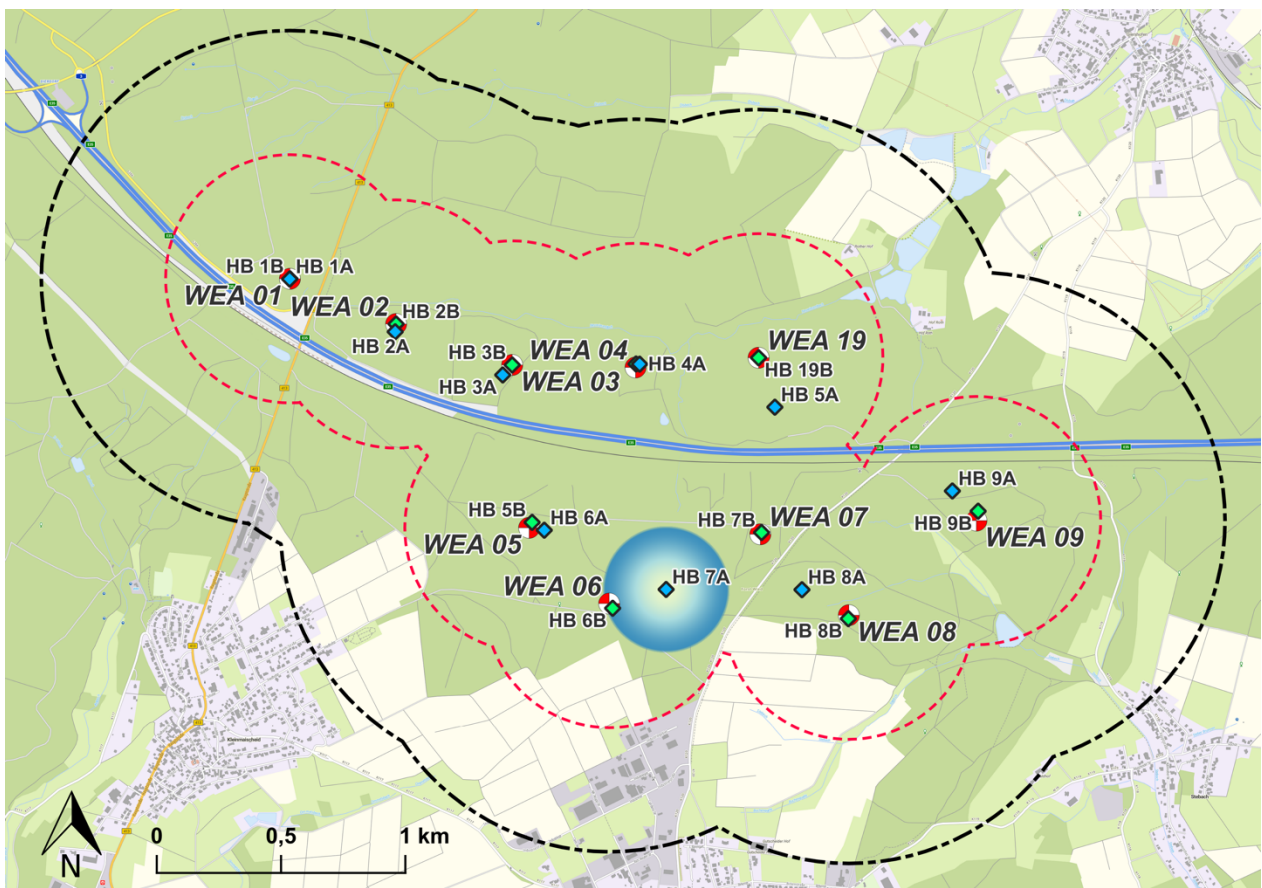 HB 1B
HB 1A
WEA 01
WEA 02
HB 2B
HB 2A
HB 3B
WEA 04
HB 4A
WEA 19
HB 3A
WEA 03
HB 19B
HB 5A
HB 9A
HB 5B
HB 6A
HB 7B
WEA 07
HB 9B
WEA 05
WEA 09
WEA 06
HB 7A
HB 8A
HB 6B
HB 8B
WEA 08
0
0,5
1 km
N